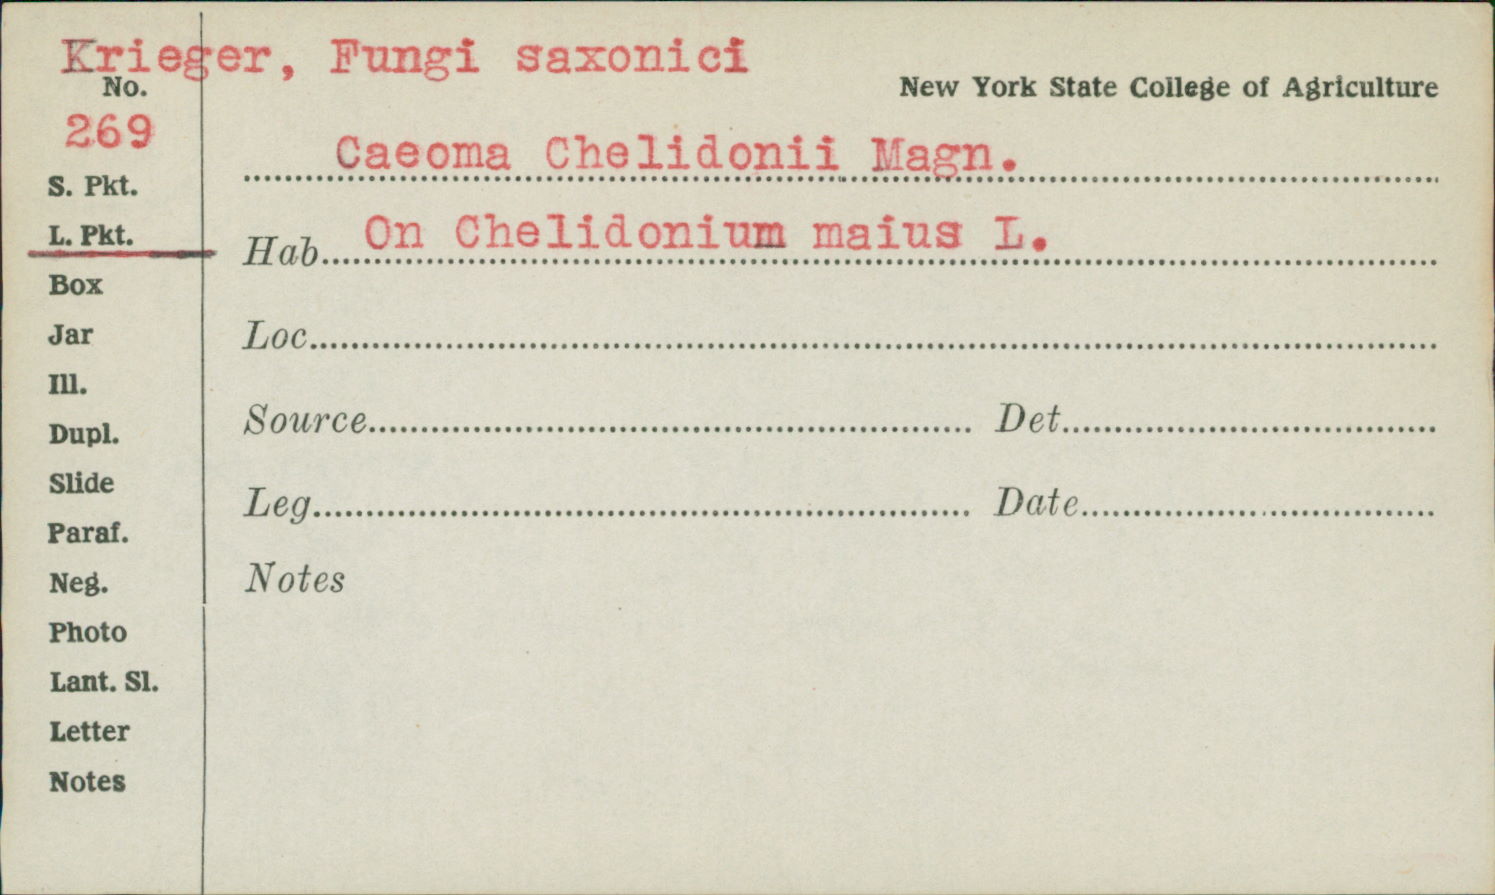 Krieger, Fungi saxonici
No.
New York State College of Agriculture
269
Caeoma Chelidonii Magn.
S. Pkt.
L. Pkt.
Hab. On Chelidonium maius L.
Box
Jar
Loc.
Ill.
Dupl.
Source Det.
Slide
Leg. Date
Paraf.
Neg.
Notes
Photo
Lant. Sl.
Letter
Notes